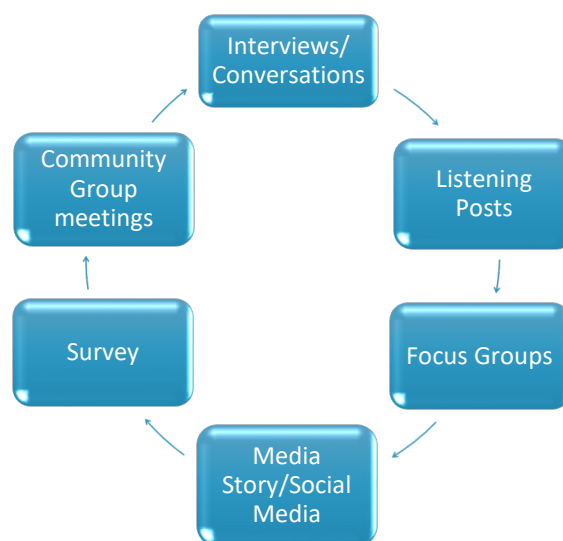 Interviews/
Conversations
Listening
Posts
Focus Groups
Media
Story/Social
Media
Survey
Community
Group
meetings